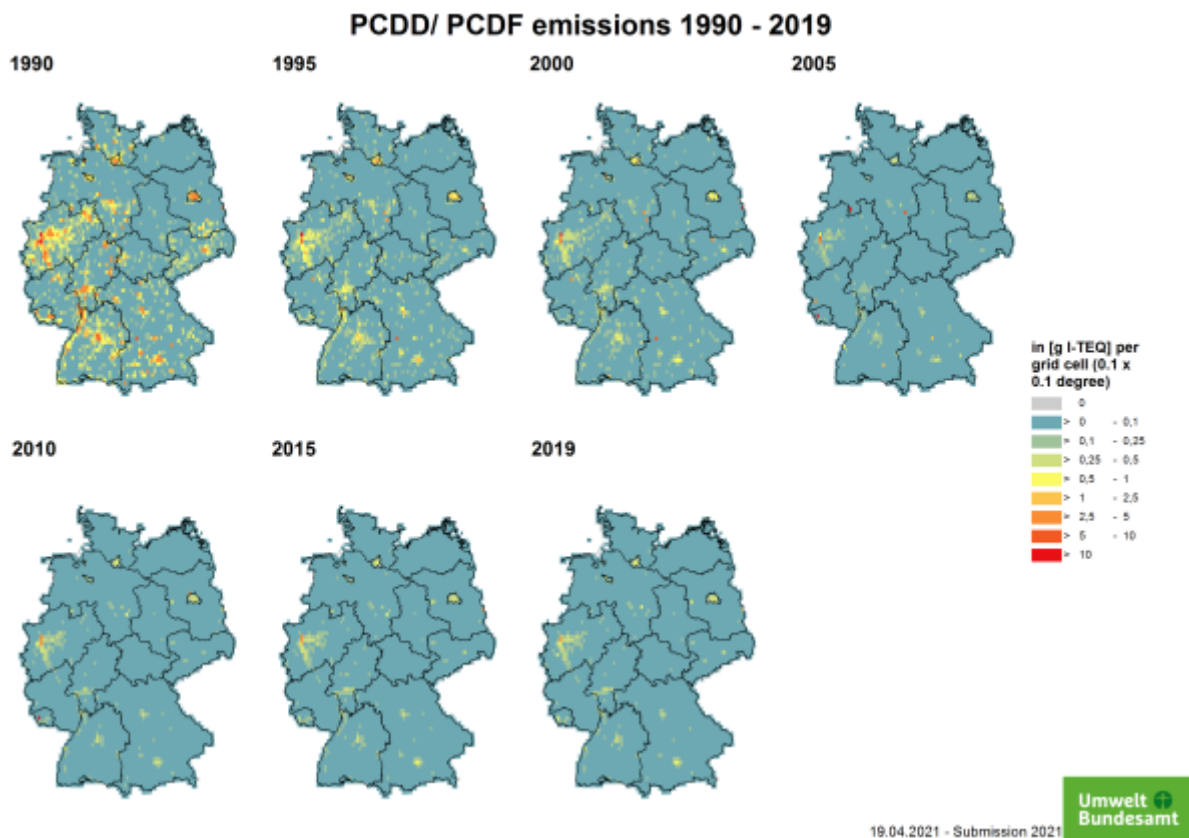 PCDD/ PCDF emissions 1990 - 2019
1990
1995
2000
2005
in [g I-TEQ] per
grid cell (0.1 x
0.1 degree)
0
> 0 - 0,1
> 0,1 - 0,25
> 0,25 - 0,5
> 0,5 - 1
> 1 - 2,5
> 2,5 - 5
> 5 - 10
> 10
2010
2015
2019
Umwelt
Bundesamt
19.04.2021 - Submission 2021